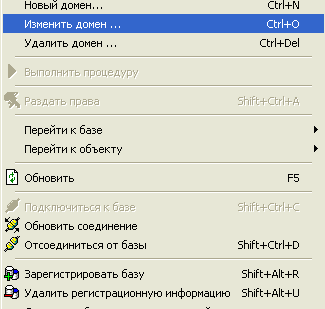 Новый домен... Ctrl+N
Изменить домен ... Ctrl+O
Удалить домен ... Ctrl+Del
Выполнить процедуру
Раздать права Shift+Ctrl+A
Перейти к базе
Перейти к объекту
Обновить F5
Подключиться к базе Shift+Ctrl+C
Обновить соединение
Отсоединиться от базы Shift+Ctrl+D
Зарегистрировать базу Shift+Alt+R
Удалить регистрационную информацию Shift+Alt+U